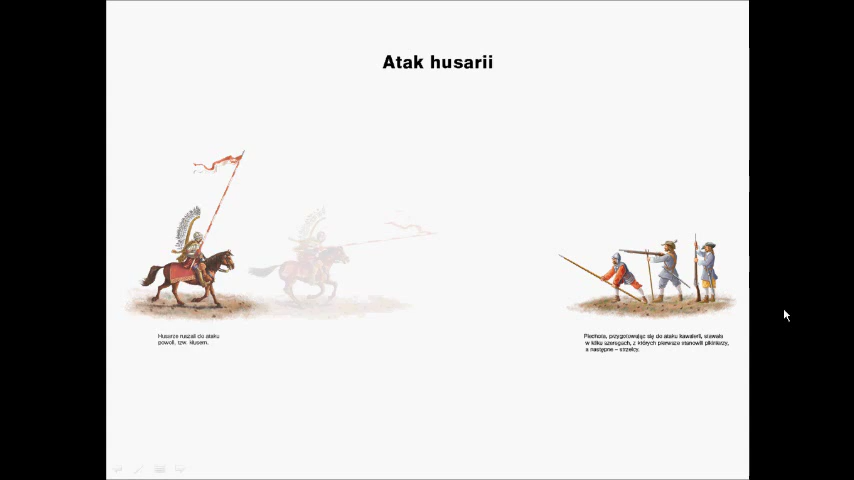 Atak husarii
Husarze ruszali do ataku
powoli, tzw. kłusem.
Piechota, przygotowując się do ataku kawalerii, stawała
w kilku szeregach, z których pierwsze stanowili pikinierzy,
a następne – strzelcy.